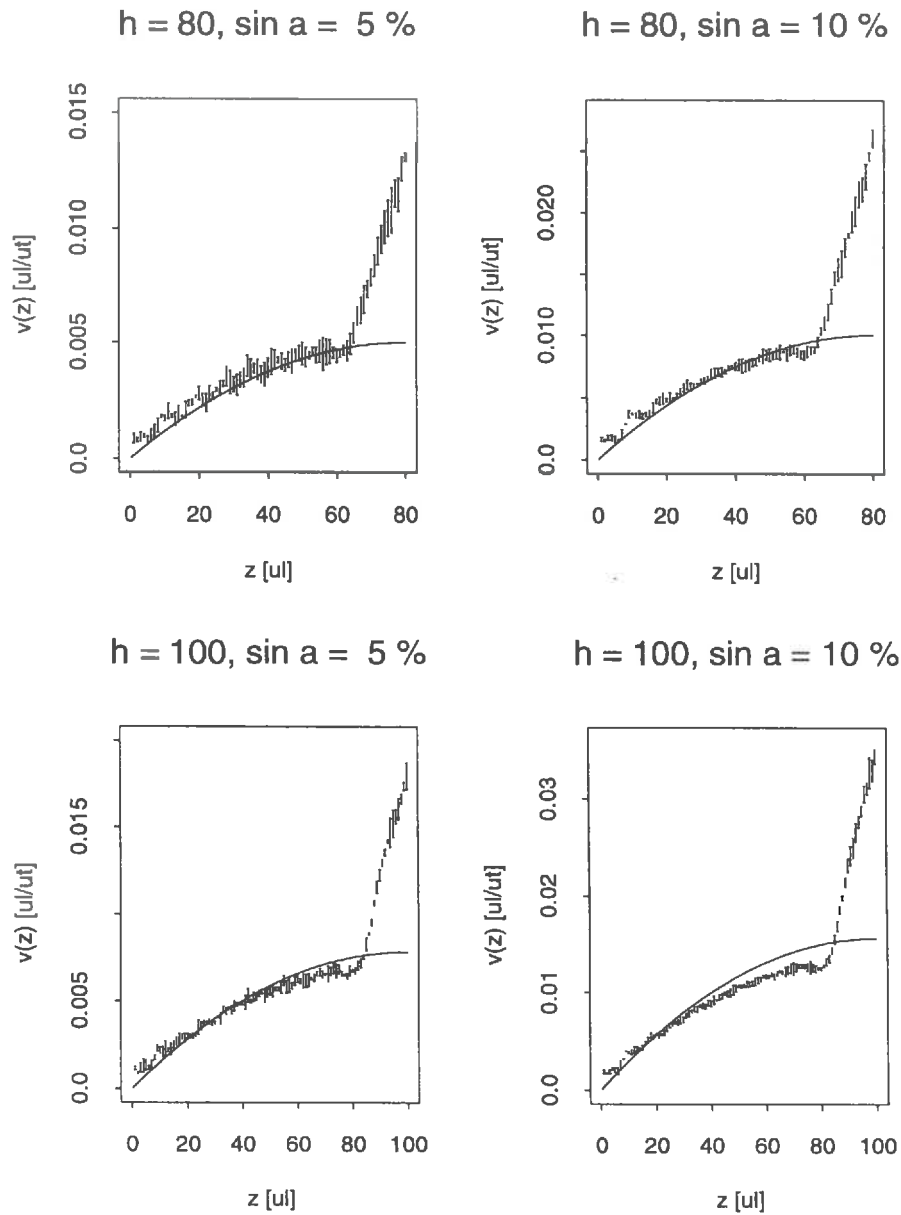 h = 80, sin a = 5 %
0.015
0.010
0.005
0.0
v(z) [ul/ut]
0 20 40 60 80
z [ul]
h = 80, sin a = 10 %
0.020
0.010
0.0
v(z) [ul/ut]
0 20 40 60 80
z [ul]
h = 100, sin a = 5 %
0.015
0.005
0.0
v(z) [ul/ut]
0 20 40 60 80 100
z [ul]
h = 100, sin a = 10 %
0.03
0.02
0.01
0.0
v(z) [ul/ut]
0 20 40 60 80 100
z [ul]